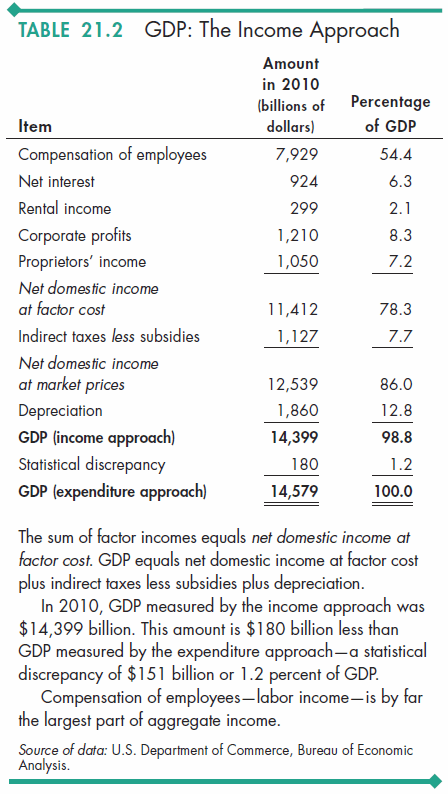 TABLE 21.2 GDP: The Income Approach
Amount
in 2010
(billions of Percentage
Item dollars) of GDP
Compensation of employees 7,929 54.4
Net interest 924 6.3
Rental income 299 2.1
Corporate profits 1,210 8.3
Proprietors’ income 1,050 7.2
Net domestic income
at factor cost 11,412 78.3
Indirect taxes less subsidies 1,127 7.7
Net domestic income
at market prices 12,539 86.0
Depreciation 1,860 12.8
GDP (income approach) 14,399 98.8
Statistical discrepancy 180 1.2
GDP (expenditure approach) 14,579 100.0
The sum of factor incomes equals net domestic income at
factor cost. GDP equals net domestic income at factor cost
plus indirect taxes less subsidies plus depreciation.
In 2010, GDP measured by the income approach was
$14,399 billion. This amount is $180 billion less than
GDP measured by the expenditure approach—a statistical
discrepancy of $151 billion or 1.2 percent of GDP.
Compensation of employees—labor income—is by far
the largest part of aggregate income.
Source of data: U.S. Department of Commerce, Bureau of Economic
Analysis.